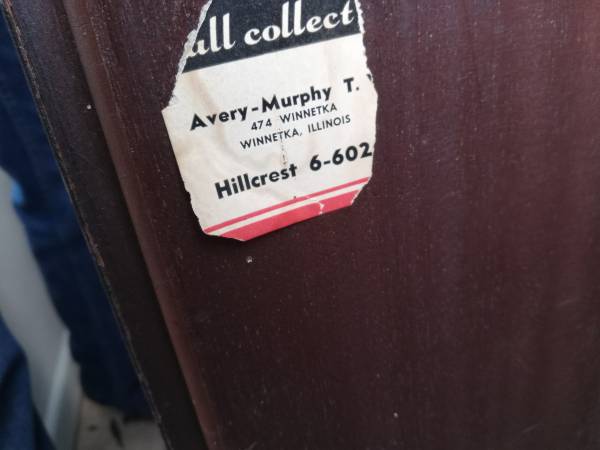 all collect
Avery-Murphy T.
474 WINNETKA
WINNETKA, ILLINOIS
Hillcrest 6-602